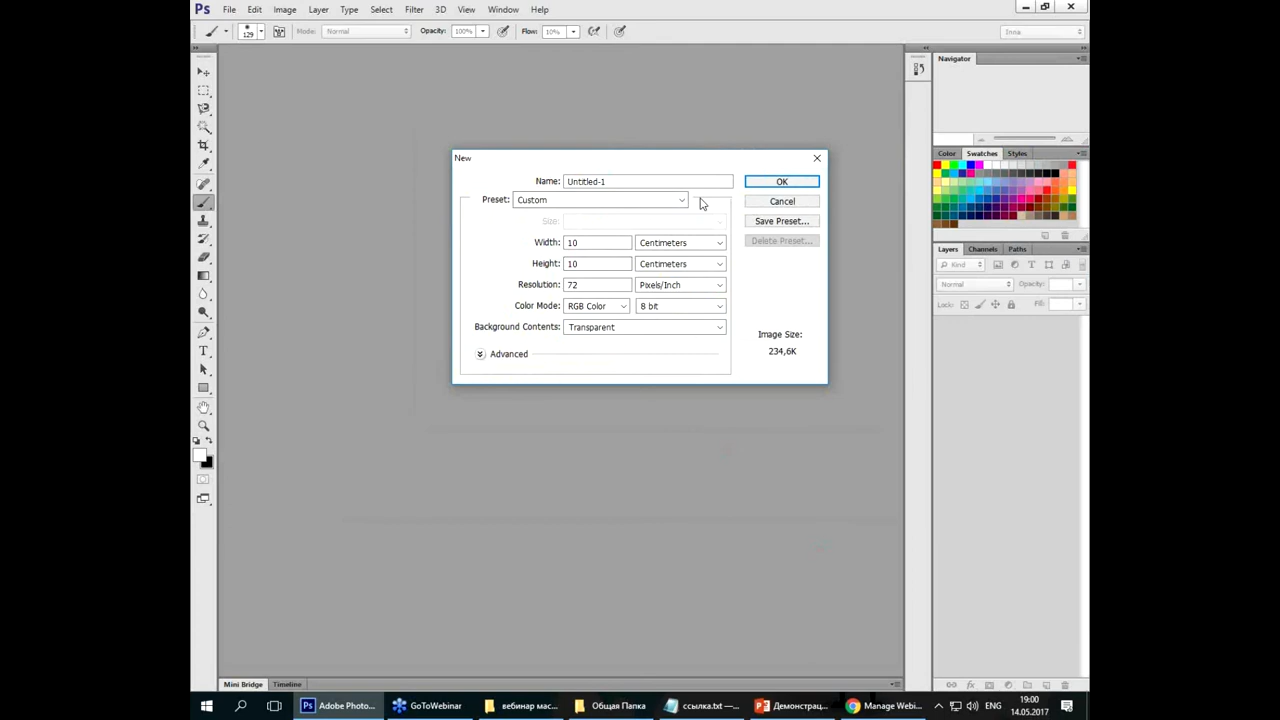 Ps File Edit Image Layer Type Select Filter 3D View Window Help
129 Mode: Normal Opacity: 100% Flow: 10% Inna
Navigator
Color Swatches Styles
New
Name: Untitled-1 OK
Preset: Custom Cancel
Size: Save Preset...
Width: 10 Centimeters Delete Preset...
Height: 10 Centimeters
Resolution: 72 Pixels/Inch
Color Mode: RGB Color 8 bit
Background Contents: Transparent
Image Size:
234,6K
Advanced
Layers Channels Paths
Kind
Normal Opacity:
Lock: Fill:
T
fx
Mini Bridge Timeline
Ps Adobe Photo... GoToWebinar вебинар мас... Общая Папка ссылка.txt —... Демонстрац... Manage Webi... ENG 19:00
14.05.2017